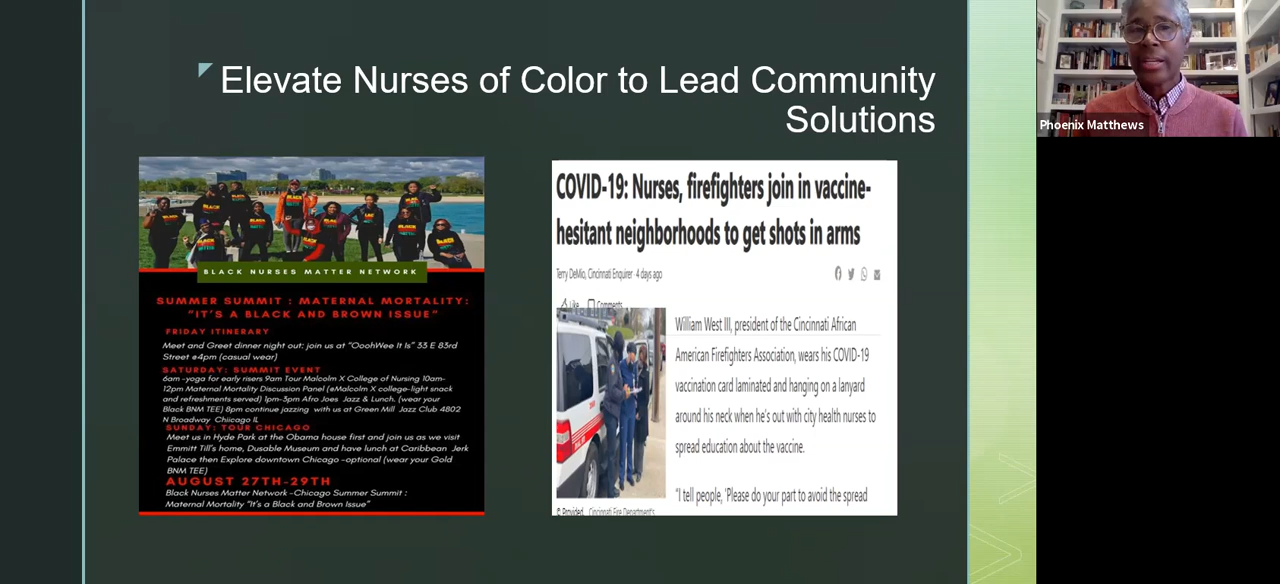 Elevate Nurses of Color to Lead Community
Solutions
BLACK NURSES MATTER NETWORK
SUMMER SUMMIT : MATERNAL MORTALITY:
"IT'S A BLACK AND BROWN ISSUE"
FRIDAY ITINERARY
Meet and Greet dinner night out: join us at "OoohWee It Is" 33 E 83rd
Street @4pm (casual wear)
SATURDAY: SUMMER EVENT
6am -yoga for early risers 9am Tour Malcolm X College of Nursing 10am-
12pm Maternal Mortality Discussion Panel (@Malcolm X college-light snack
and refreshments served) 1pm-3pm Afro Joes Jazz & Lunch. (wear your
Black BNM TEE) 8pm continue jazzing with us at Green Mill Jazz Club 4802
N Broadway Chiicago IL
SUNDAY: TOUR CHICAGO
Meet us in Hyde Park at the Obama house first and join us as we visit
Emmitt Till's home, Dusable Museum and have lunch at Caribbean Jerk
Palace then Explore downtown Chicago -optional (wear your Gold
BNM TEE)
AUGUST 27TH-29TH
Black Nurses Matter Network -Chicago Summer Summit :
Maternal Mortality "It's a Black and Brown Issue"
COVID-19: Nurses, firefighters join in vaccine-
hesitant neighborhoods to get shots in arms
Terry DeMio, Cincinnati Enquirer · 4 days ago
Like Comments
William West III, president of the Cincinnati African
American Firefighters Association, wears his COVID-19
vaccination card laminated and hanging on a lanyard
around his neck when he's out with city health nurses to
spread education about the vaccine.
"I tell people, 'Please do your part to avoid the spread
© Provided Cincinnati Fire Department's
Phoenix Matthews